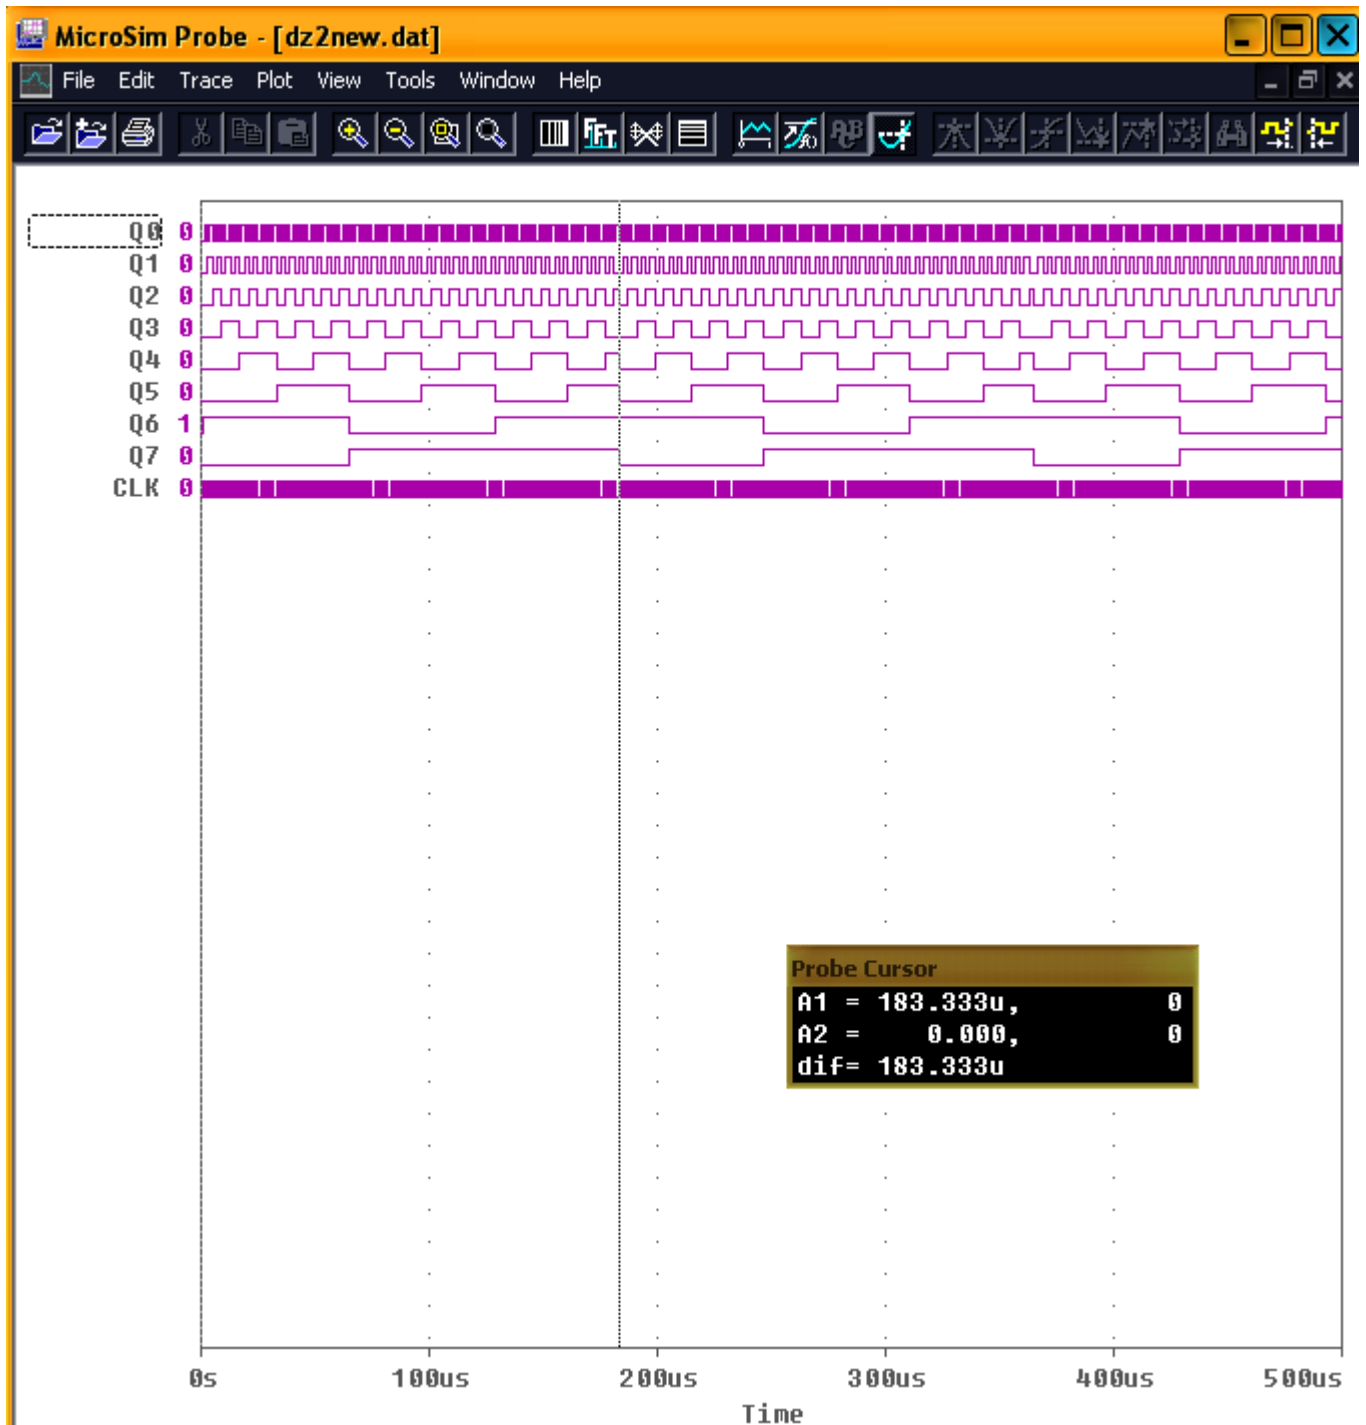 MicroSim Probe - [dz2new.dat]
File Edit Trace Plot View Tools Window Help
Q0 0
Q1 0
Q2 0
Q3 0
Q4 0
Q5 0
Q6 1
Q7 0
CLK 0
Probe Cursor
A1 = 183.333u, 0
A2 = 0.000, 0
dif= 183.333u
0s 100us 200us 300us 400us 500us
Time